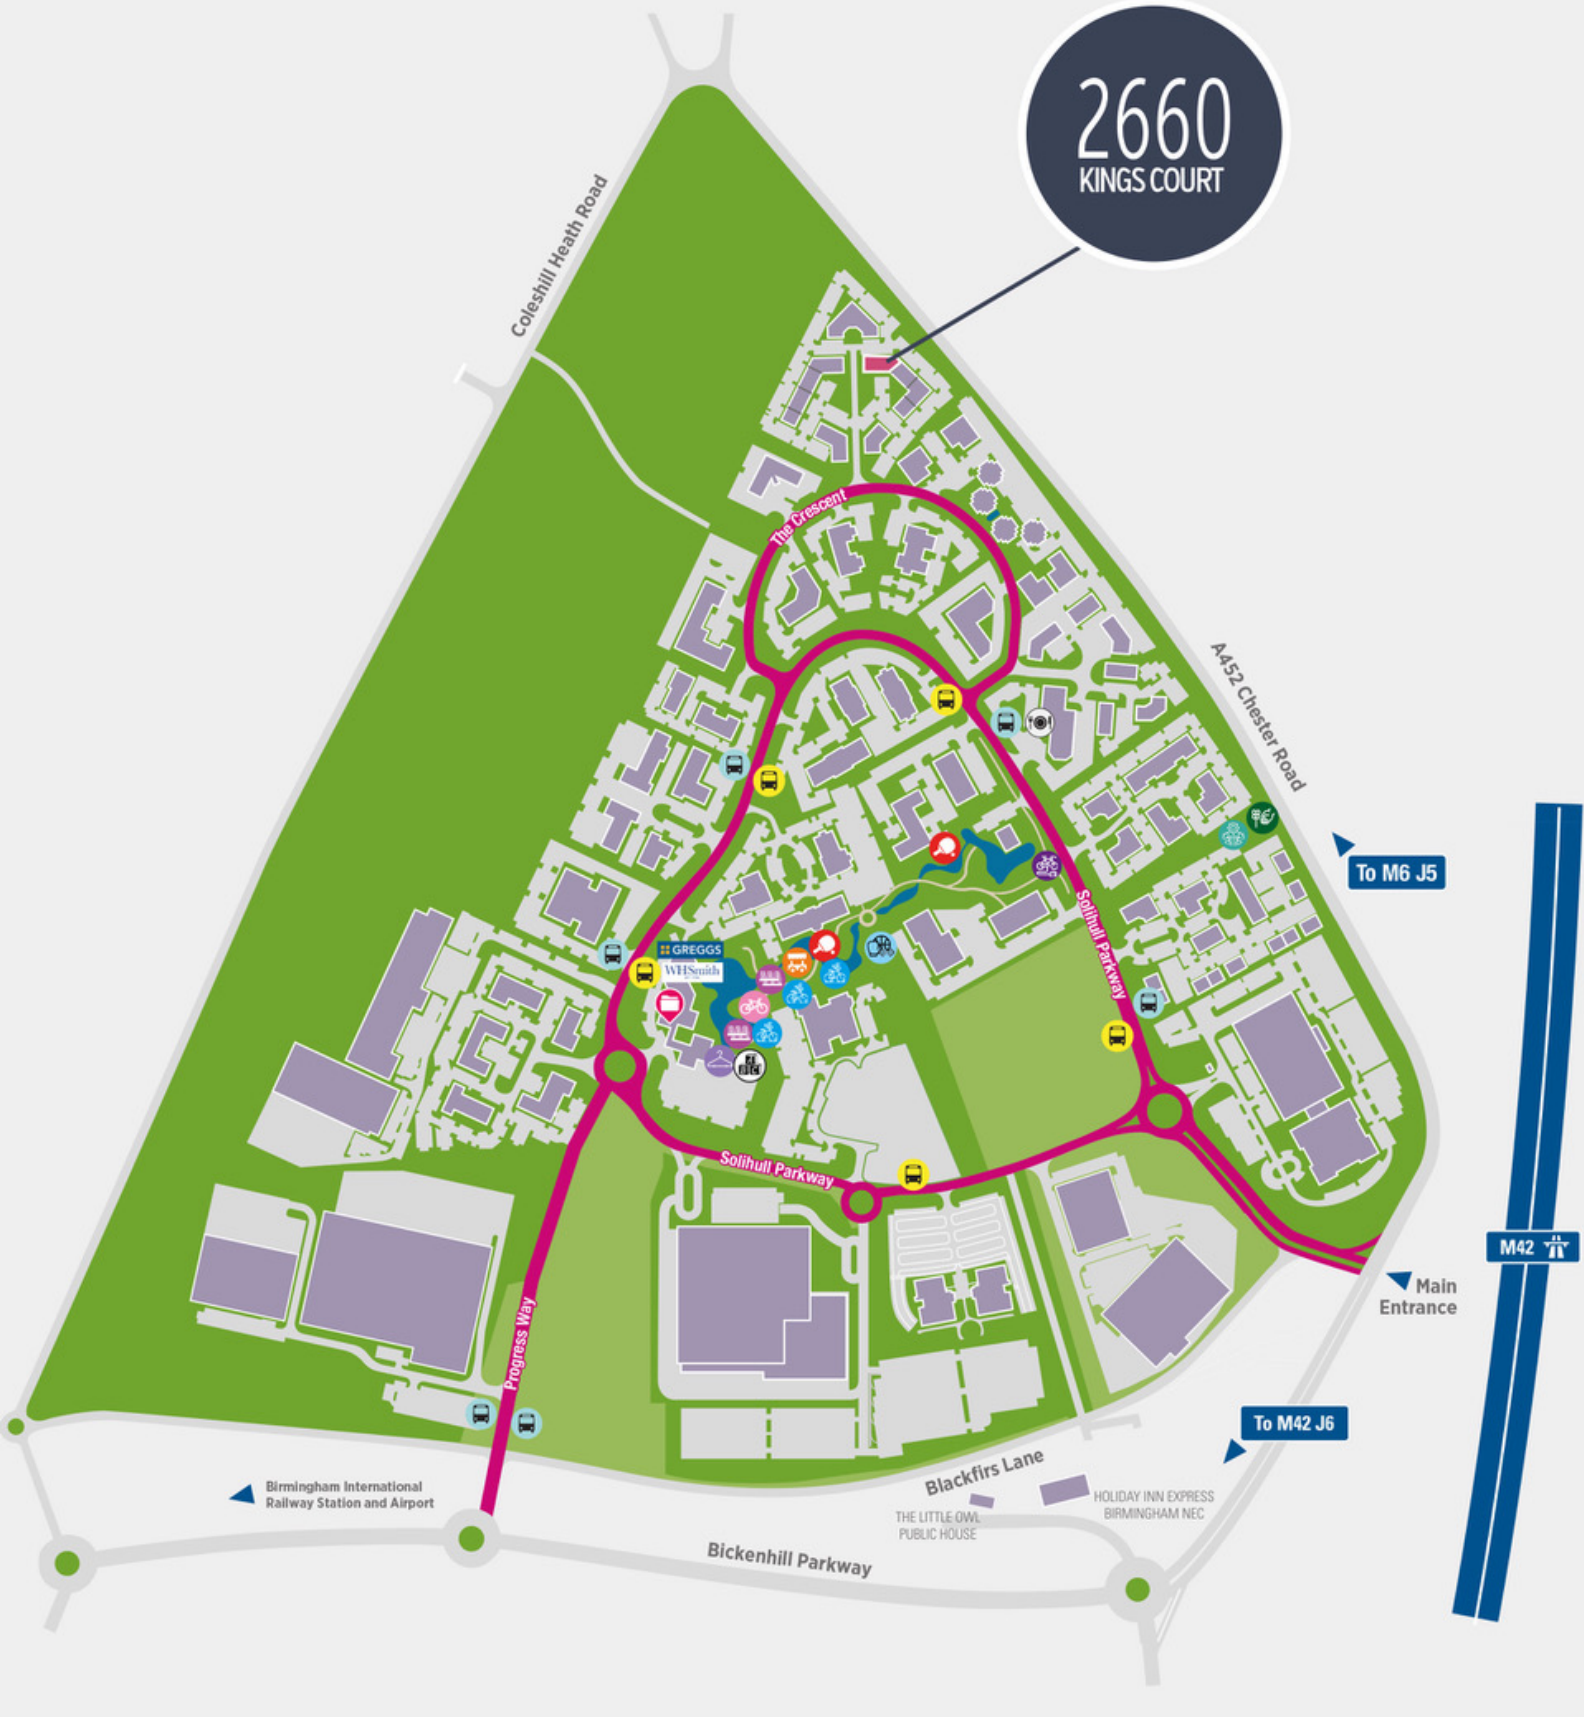 2660
KINGS COURT
Coleshill Heath Road
The Crescent
A452 Chester Road
To M6 J5
Solihull Parkway
GREGGS
WHSmith
M42
Solihull Parkway
Main
Entrance
Progress Way
To M42 J6
Birmingham International
Railway Station and Airport
Blackfirs Lane
HOLIDAY INN EXPRESS
BIRMINGHAM NEC
THE LITTLE OWL
PUBLIC HOUSE
Bickenhill Parkway